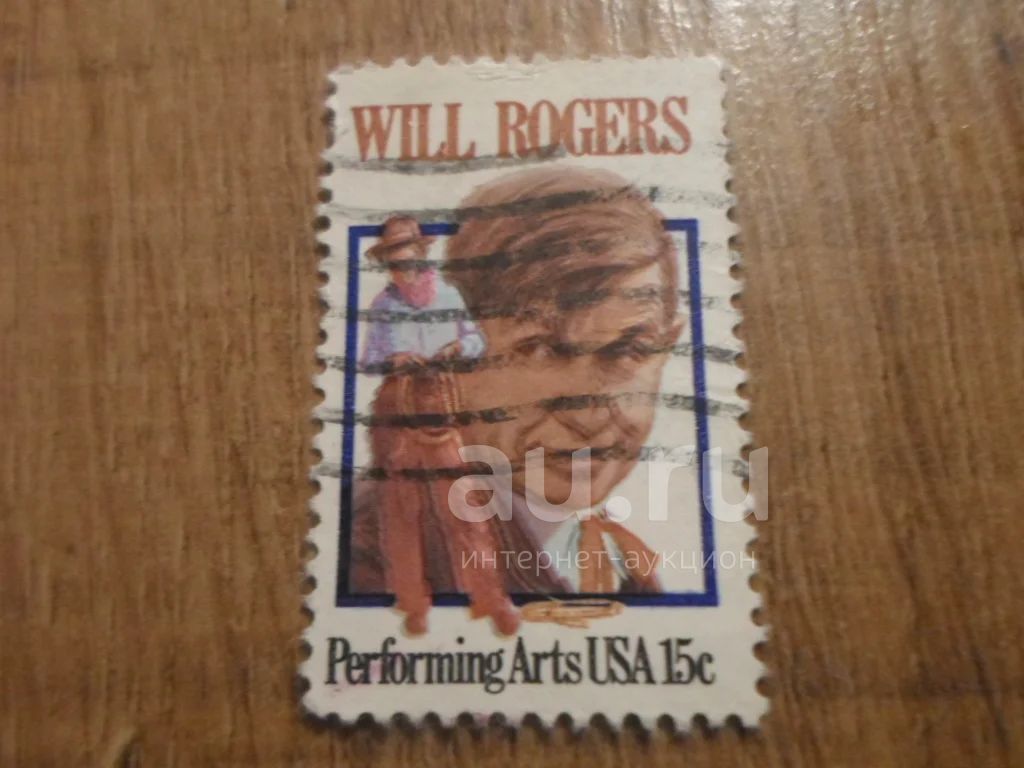 WILL ROGERS
au.ru
интернет-аукцион
Performing Arts USA 15c